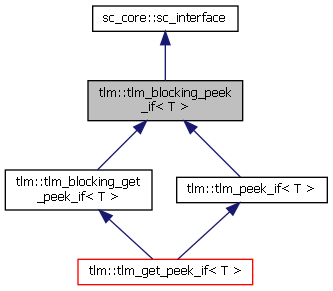 sc_core::sc_interface
tlm::tlm_blocking_peek
_if< T >
tlm::tlm_blocking_get
_peek_if< T >
tlm::tlm_peek_if< T >
tlm::tlm_get_peek_if< T >